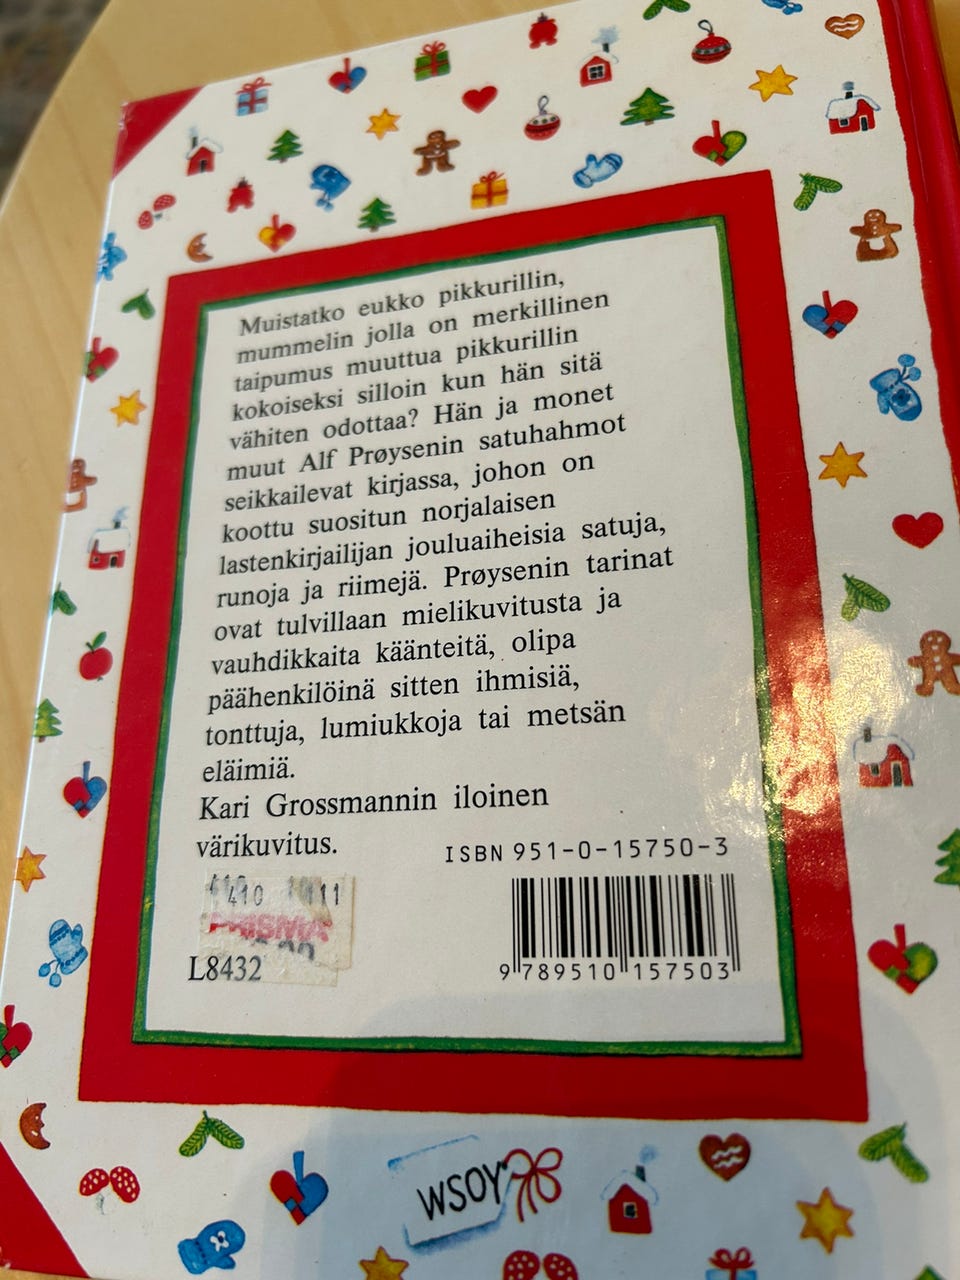 Muistatko eukko pikkurillin,
mummelin jolla on merkillinen
taipumus muuttua pikkurillin
kokoiseksi silloin kun hän sitä
vähiten odottaa? Hän ja monet
muut Alf Prøysenin satuhahmot
seikkailevat kirjassa, johon on
koottu suositun norjalaisen
lastenkirjailijan jouluaiheisia satuja,
runoja ja riimejä. Prøysenin tarinat
ovat tulvillaan mielikuvitusta ja
vauhdikkaita käänteitä, olipa
päähenkilöinä sitten ihmisiä,
tonttuja, lumiukkoja tai metsän
eläimiä.
Kari Grossmannin iloinen
värikuvitus.
ISBN 951-0-15750-3
PRISMA
L8432
9 789510 157503
WSOY